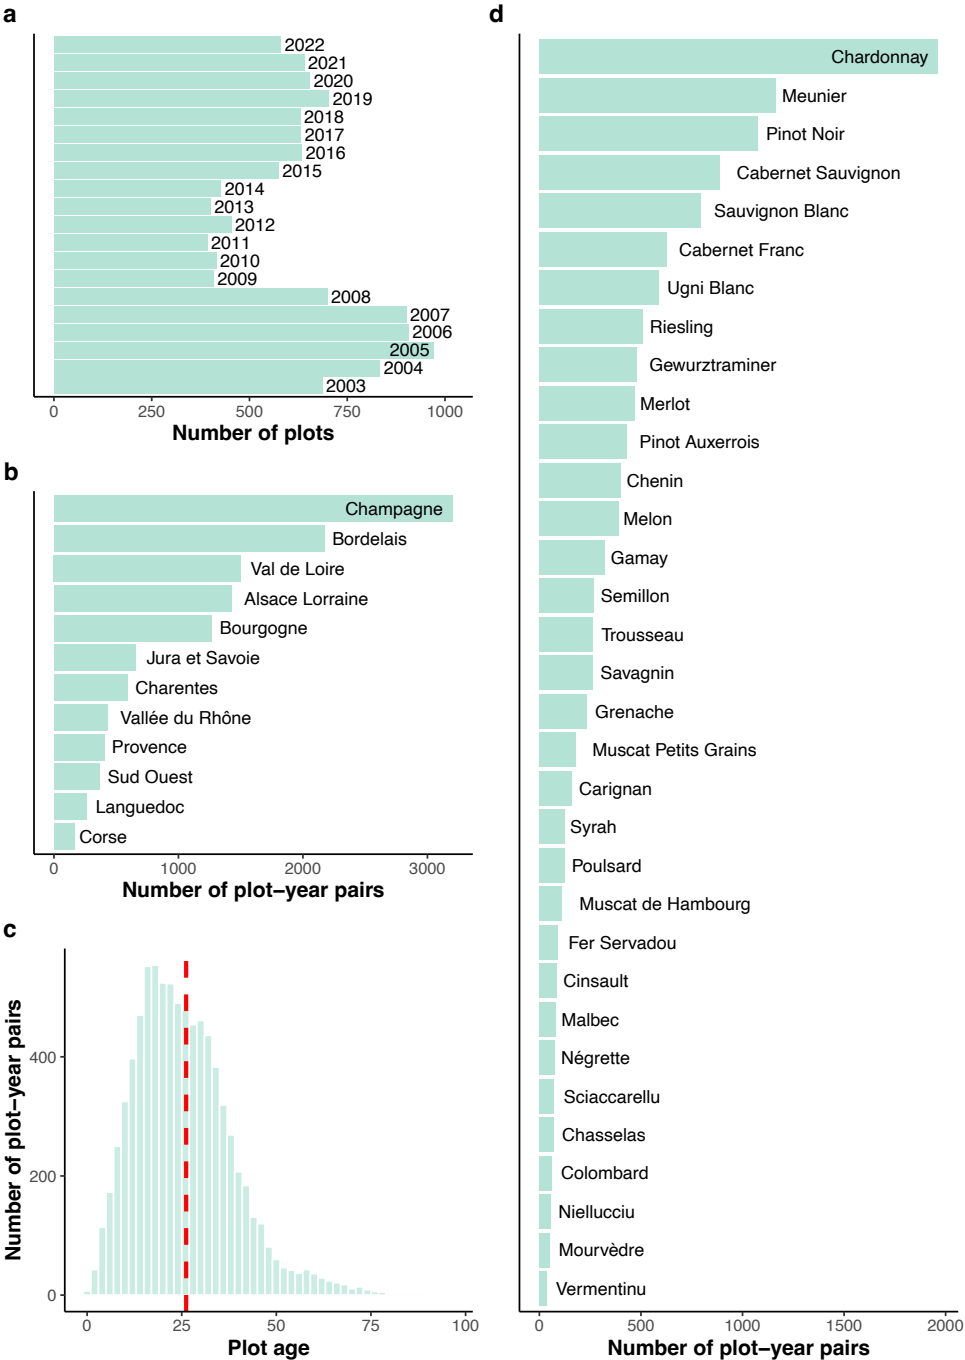 a
2022
2021
2020
2019
2018
2017
2016
2015
2014
2013
2012
2011
2010
2009
2008
2007
2006
2005
2004
2003
0 250 500 750 1000
Number of plots
b
Champagne
Bordelais
Val de Loire
Alsace Lorraine
Bourgogne
Jura et Savoie
Charentes
Vallée du Rhône
Provence
Sud Ouest
Languedoc
Corse
0 1000 2000 3000
Number of plot−year pairs
c
Number of plot−year pairs
400
200
0
0 25 50 75 100
Plot age
d
Chardonnay
Meunier
Pinot Noir
Cabernet Sauvignon
Sauvignon Blanc
Cabernet Franc
Ugni Blanc
Riesling
Gewurztraminer
Merlot
Pinot Auxerrois
Chenin
Melon
Gamay
Semillon
Trousseau
Savagnin
Grenache
Muscat Petits Grains
Carignan
Syrah
Poulsard
Muscat de Hambourg
Fer Servadou
Cinsault
Malbec
Négrette
Sciaccarellu
Chasselas
Colombard
Niellucciu
Mourvèdre
Vermentinu
0 500 1000 1500 2000
Number of plot−year pairs